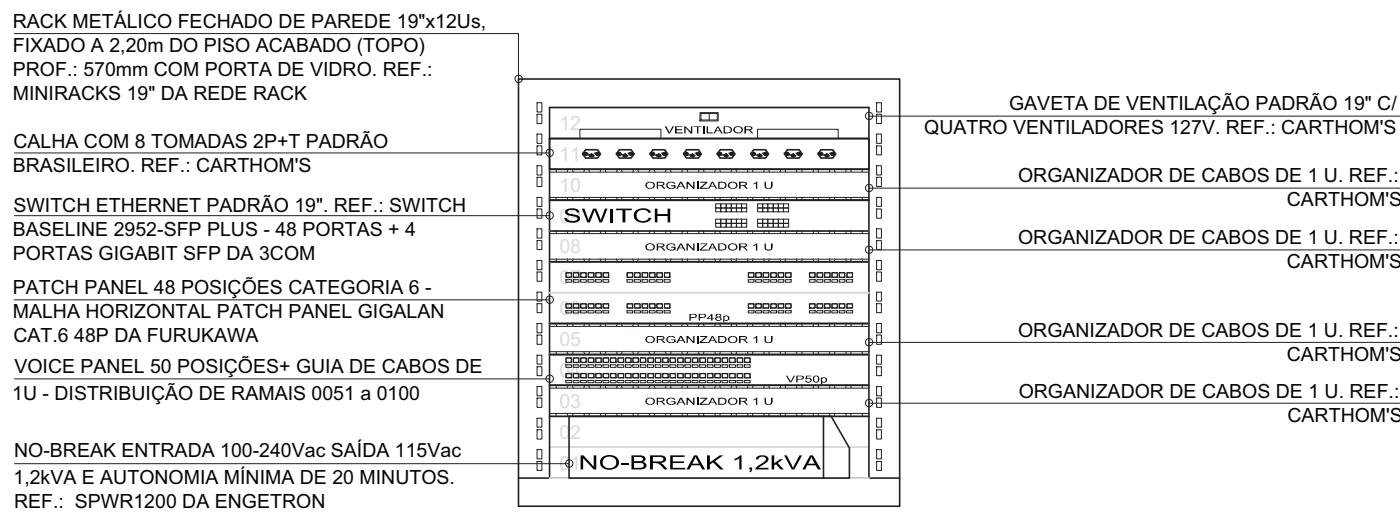 RACK METÁLICO FECHADO DE PAREDE 19"x12Us,
FIXADO A 2,20m DO PISO ACABADO (TOPO)
PROF.: 570mm COM PORTA DE VIDRO. REF.:
MINIRACKS 19" DA REDE RACK
CALHA COM 8 TOMADAS 2P+T PADRÃO
BRASILEIRO. REF.: CARTHOM'S
SWITCH ETHERNET PADRÃO 19". REF.: SWITCH
BASELINE 2952-SFP PLUS - 48 PORTAS + 4
PORTAS GIGABIT SFP DA 3COM
PATCH PANEL 48 POSIÇÕES CATEGORIA 6 -
MALHA HORIZONTAL PATCH PANEL GIGALAN
CAT.6 48P DA FURUKAWA
VOICE PANEL 50 POSIÇÕES+ GUIA DE CABOS DE
1U - DISTRIBUIÇÃO DE RAMAIS 0051 a 0100
NO-BREAK ENTRADA 100-240Vac SAÍDA 115Vac
1,2kVA E AUTONOMIA MÍNIMA DE 20 MINUTOS.
REF.: SPWR1200 DA ENGETRON
12
VENTILADOR
11
10 ORGANIZADOR 1 U
SWITCH
08 ORGANIZADOR 1 U
PP48p
05 ORGANIZADOR 1 U
VP50p
03 ORGANIZADOR 1 U
02
01 NO-BREAK 1,2kVA
GAVETA DE VENTILAÇÃO PADRÃO 19" C/
QUATRO VENTILADORES 127V. REF.: CARTHOM'S
ORGANIZADOR DE CABOS DE 1 U. REF.:
CARTHOM'S
ORGANIZADOR DE CABOS DE 1 U. REF.:
CARTHOM'S
ORGANIZADOR DE CABOS DE 1 U. REF.:
CARTHOM'S
ORGANIZADOR DE CABOS DE 1 U. REF.:
CARTHOM'S